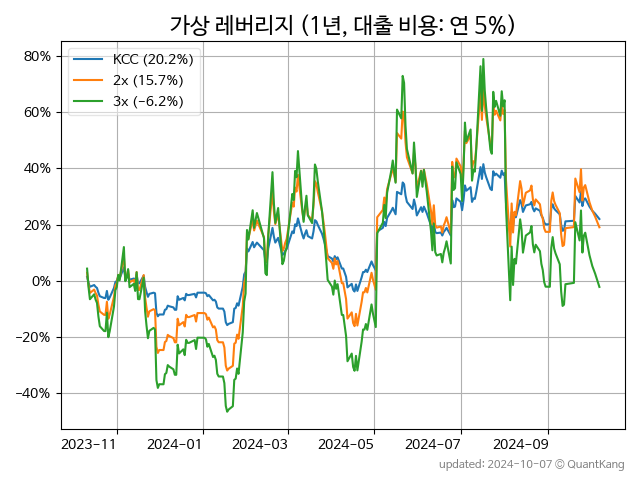 가상 레버리지 (1년, 대출 비용: 연 5%)
80%
60%
40%
20%
0%
−20%
−40%
KCC (20.2%)
2x (15.7%)
3x (−6.2%)
2023-11
2024-01
2024-03
2024-05
2024-07
2024-09
updated: 2024-10-07 © QuantKang